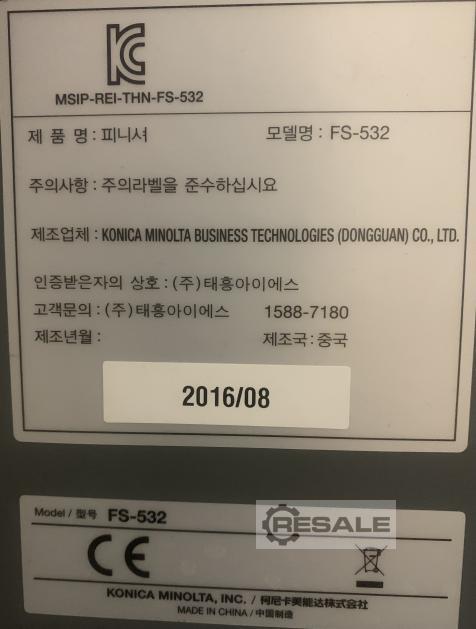 KC
MSIP-REI-THN-FS-532
제 품 명 : 피니셔 모델명 : FS-532
주의사항 : 주의라벨을 준수하십시요
제조업체 : KONICA MINOLTA BUSINESS TECHNOLOGIES (DONGGUAN) CO., LTD.
인증받은자의 상호 : (주) 태흥아이에스
고객문의 : (주) 태흥아이에스 1588-7180
제조년월 : 제조국 : 중국
2016/08
Model / 型号 FS-532
RESALE
CE
KONICA MINOLTA, INC. / 柯尼卡美能达株式会社
MADE IN CHINA / 中国制造